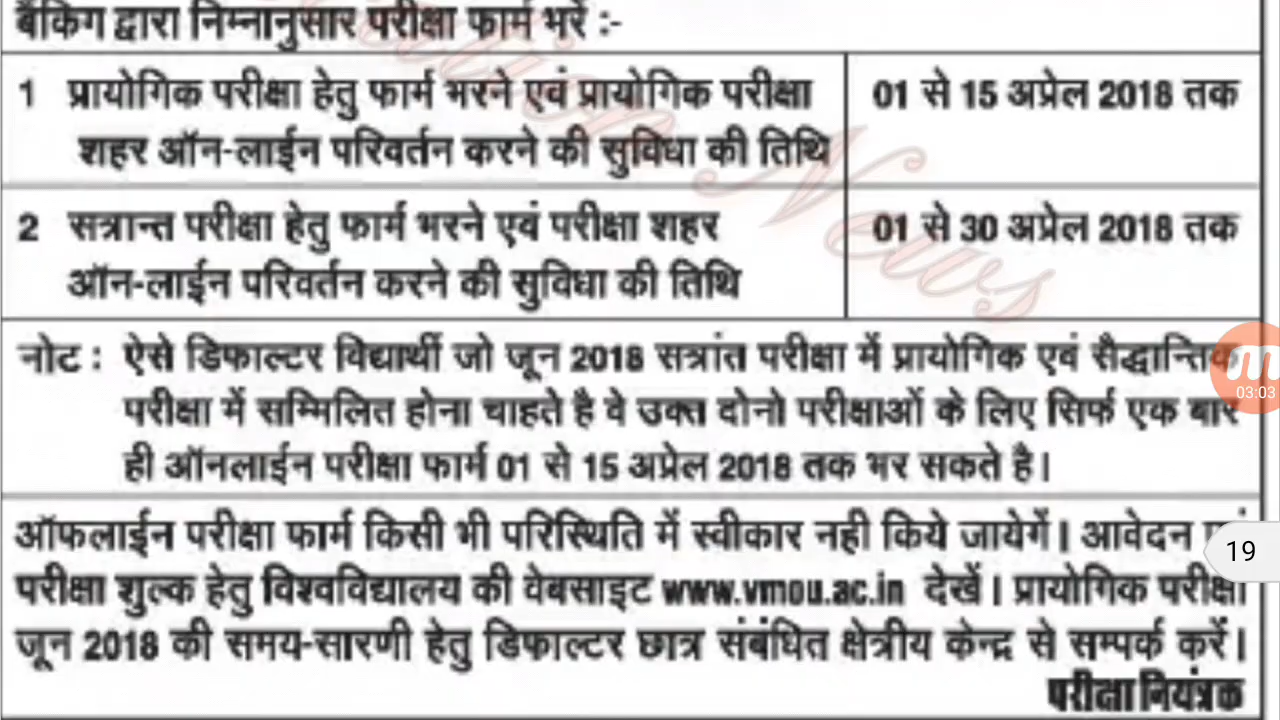 बैंकिग द्वारा निम्नानुसार परीक्षा फार्म भरें :-
1 प्रायोगिक परीक्षा हेतु फार्म भरने एवं प्रायोगिक परीक्षा
शहर ऑन-लाईन परिवर्तन करने की सुविधा की तिथि
01 से 15 अप्रेल 2018 तक
2 सत्रान्त परीक्षा हेतु फार्म भरने एवं परीक्षा शहर
ऑन-लाईन परिवर्तन करने की सुविधा की तिथि
01 से 30 अप्रेल 2018 तक
नोट : ऐसे डिफाल्टर विद्यार्थी जो जून 2018 सत्रांत परीक्षा में प्रायोगिक एवं सैद्धान्तिक
परीक्षा में सम्मिलित होना चाहते है वे उक्त दोनो परीक्षाओं के लिए सिर्फ एक बार
ही ऑनलाईन परीक्षा फार्म 01 से 15 अप्रेल 2018 तक भर सकते है।
ऑफलाईन परीक्षा फार्म किसी भी परिस्थिति में स्वीकार नही किये जायेगें। आवेदन एवं
परीक्षा शुल्क हेतु विश्वविद्यालय की वेबसाइट www.vmou.ac.in देखें। प्रायोगिक परीक्षा
जून 2018 की समय-सारणी हेतु डिफाल्टर छात्र संबंधित क्षेत्रीय केन्द्र से सम्पर्क करें।
परीक्षा नियंत्रक
News
03:03
19